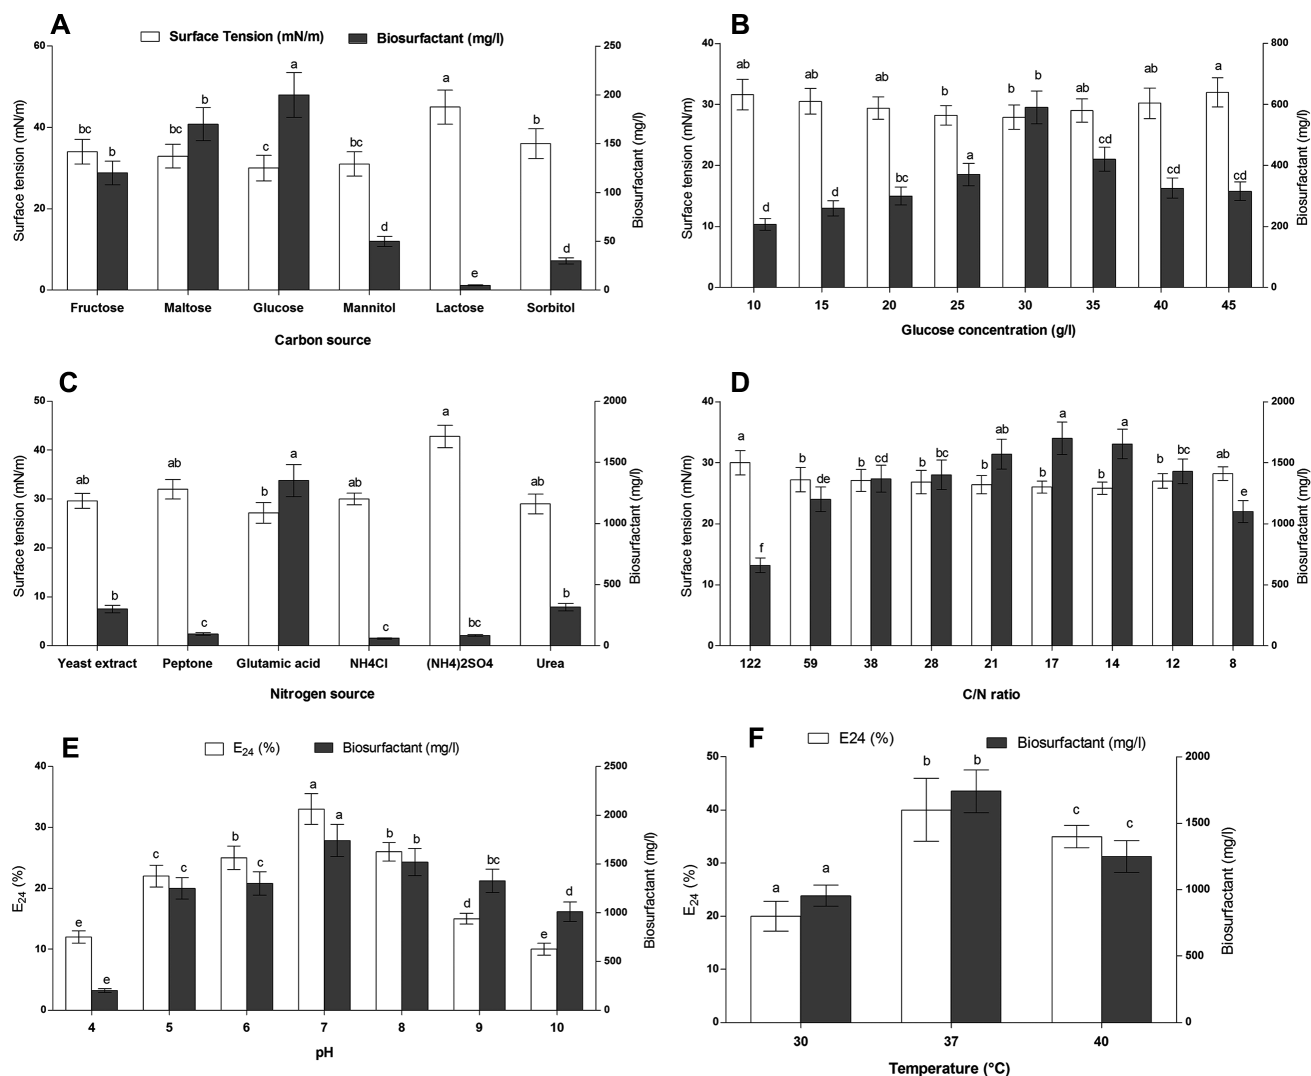 A
Surface Tension (mN/m) Biosurfactant (mg/l)
Surface tension (mN/m)
60
40
20
0
250
200
150
100
50
0
Biosurfactant (mg/l)
bc b bc b c a bc d a e b d
Fructose Maltose Glucose Mannitol Lactose Sorbitol
Carbon source
B
Surface tension (mN/m)
40
30
20
10
0
800
600
400
200
0
Biosurfactant (mg/l)
ab d ab d ab bc b a b b ab cd ab cd a cd
10 15 20 25 30 35 40 45
Glucose concentration (g/l)
C
Surface tension (mN/m)
50
40
30
20
10
0
2000
1500
1000
500
0
Biosurfactant (mg/l)
ab b ab c b a ab c a bc ab b
Yeast extract Peptone Glutamic acid NH4Cl (NH4)2SO4 Urea
Nitrogen source
D
Surface tension (mN/m)
40
30
20
10
0
2000
1500
1000
500
0
Biosurfactant (mg/l)
a f b de b cd b bc b ab b a b a b bc ab e
122 59 38 28 21 17 14 12 8
C/N ratio
E
E24 (%) Biosurfactant (mg/l)
E24 (%)
40
30
20
10
0
2500
2000
1500
1000
500
0
Biosurfactant (mg/l)
e e c c b c a a b b d bc e d
4 5 6 7 8 9 10
pH
F
E24 (%) Biosurfactant (mg/l)
E24 (%)
50
40
30
20
10
0
2000
1500
1000
500
0
Biosurfactant (mg/l)
a a b b c c
30 37 40
Temperature (°C)